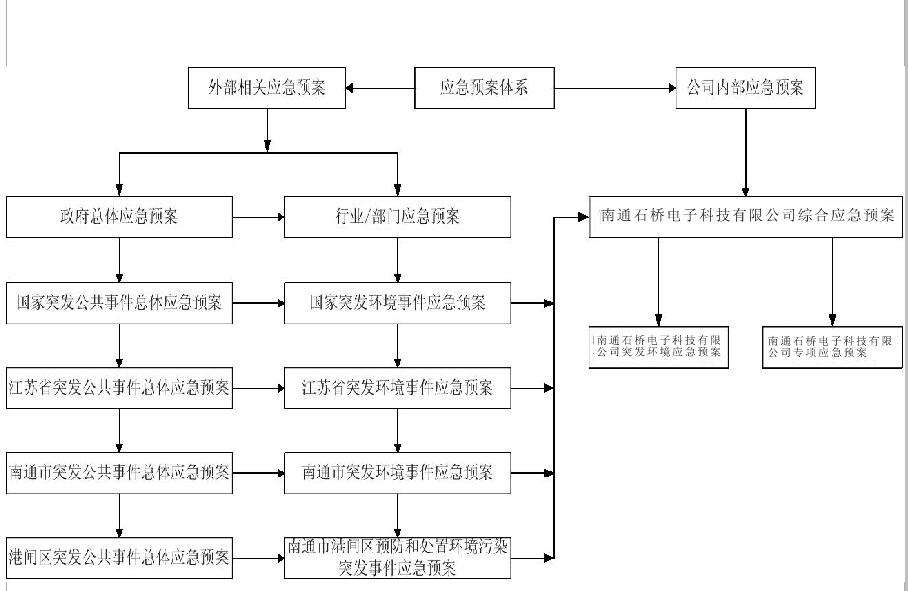 外部相关应急预案
应急预案体系
公司内部应急预案
政府总体应急预案
行业/部门应急预案
南通石桥电子科技有限公司综合应急预案
国家突发公共事件总体应急预案
国家突发环境事件应急预案
南通石桥电子科技有限
公司突发环境应急预案
南通石桥电子科技有限
公司专项应急预案
江苏省突发公共事件总体应急预案
江苏省突发环境事件应急预案
南通市突发公共事件总体应急预案
南通市突发环境事件应急预案
港闸区突发公共事件总体应急预案
南通市港闸区预防和处置环境污染
突发事件应急预案